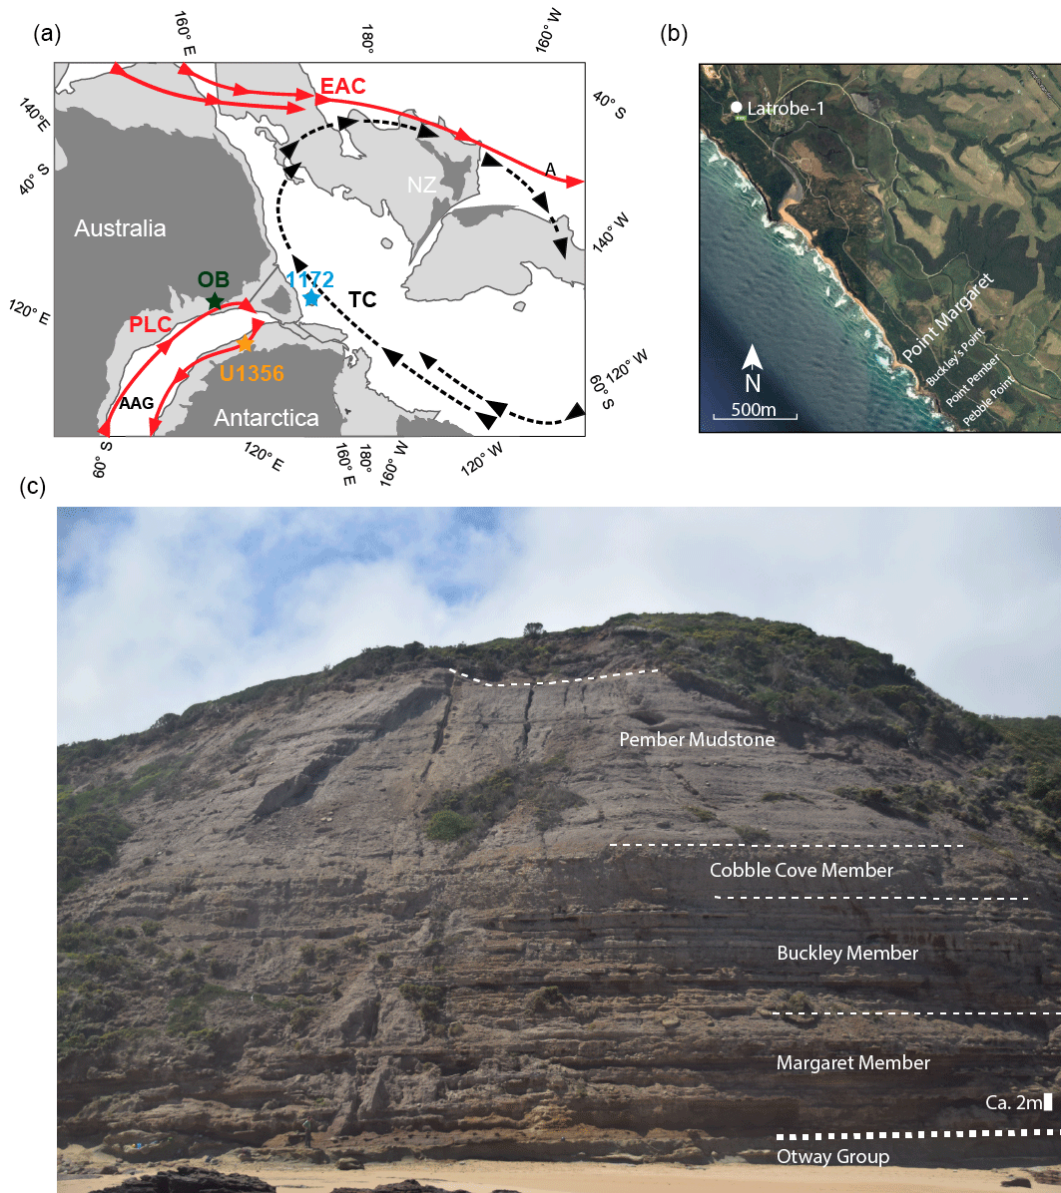 (a)
160° E
180°
160° W
140°E
40° S
EAC
40° S
A
NZ
Australia
140° W
OB
1172
TC
120° E
PLC
U1356
120° W
60° S
AAG
Antarctica
60° S
120° E
160° E
180°
160° W
120° W
(b)
Latrobe-1
Point Margaret
Buckley's Point
Point Pember
Pebble Point
N
500m
(c)
Pember Mudstone
Cobble Cove Member
Buckley Member
Margaret Member
Ca. 2m
Otway Group